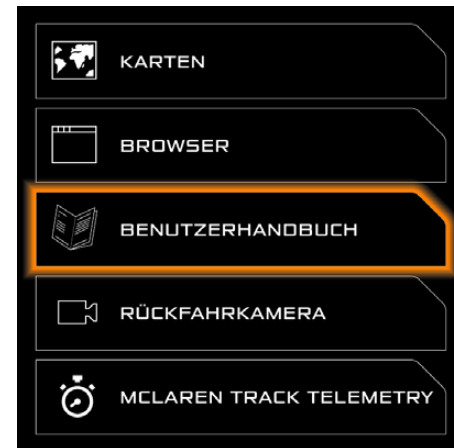 KARTEN
BROWSER
BENUTZERHANDBUCH
RÜCKFAHRKAMERA
MCLAREN TRACK TELEMETRY